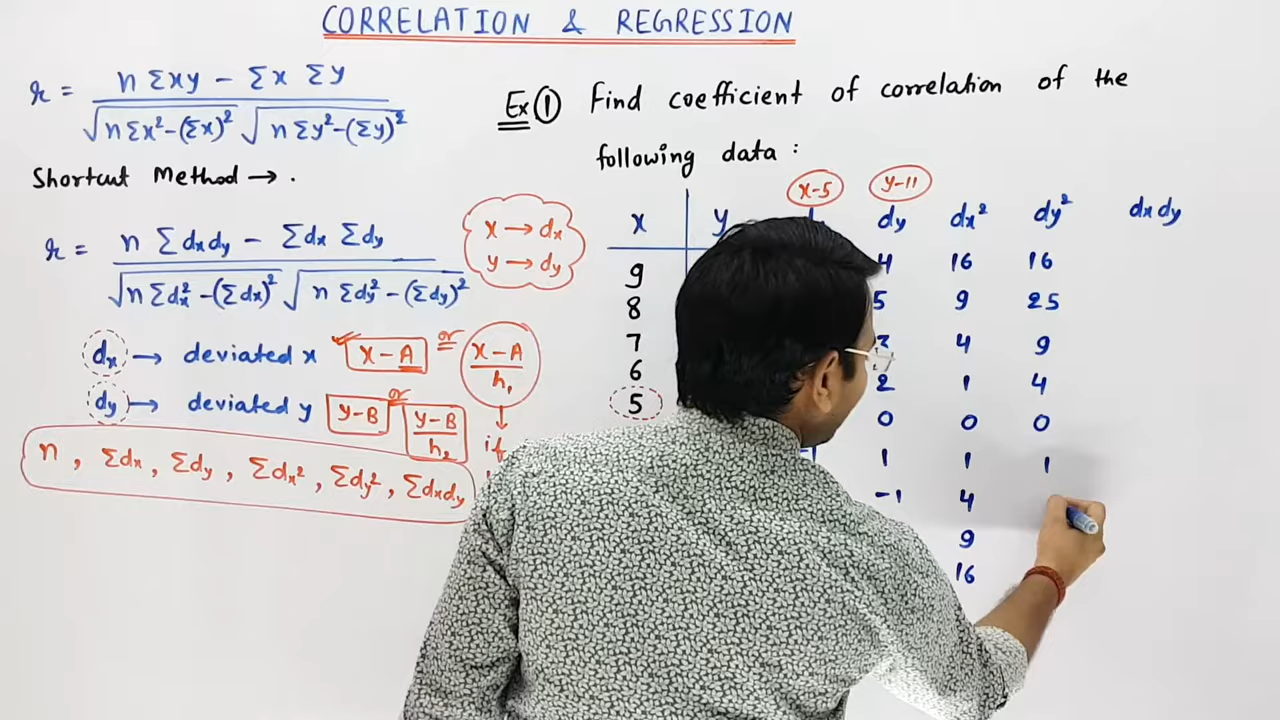 CORRELATION & REGRESSION
r = n Σxy − Σx Σy / √nΣx²−(Σx)² √nΣy²−(Σy)²
Shortcut Method → .
r = n Σdxdy − Σdx Σdy / √nΣdx²−(Σdx)² √nΣdy²−(Σdy)²
x → dx
y → dy
dx → deviated x x−A or x−A / h₁
dy → deviated y y−B or y−B / h₂
if
n , Σdx , Σdy , Σdx² , Σdy² , Σdxdy
Ex ① Find coefficient of correlation of the
following data :
x-5 y-11
x y dy dx² dy² dxdy
9 4 16 16
8 5 9 25
7 3 4 9
6 2 1 4
5 0 0 0
-1 1 1 1
-1 4
9
16